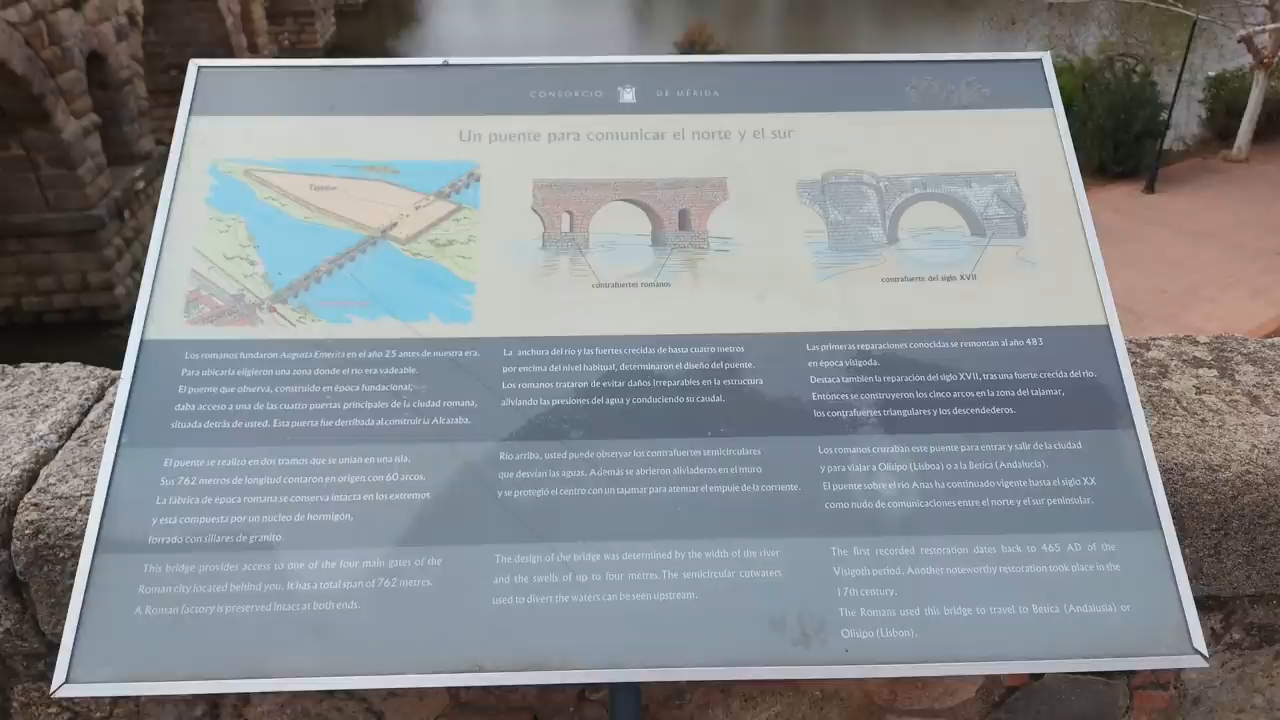 CONSORCIO DE MERIDA
Un puente para comunicar el norte y el sur
Tajamar
contrafuertes romanos
contrafuerte del siglo XVII
Los romanos fundaron Augusta Emerita en el año 25 antes de nuestra era.
Para ubicarla eligieron una zona donde el río era vadeable.
El puente que observa, construido en época fundacional,
daba acceso a una de las cuatro puertas principales de la ciudad romana,
situada detrás de usted. Esta puerta fue derribada al construir la Alcazaba.
El puente se realizó en dos tramos que se unían en una isla.
Sus 762 metros de longitud contaron en origen con 60 arcos.
La fábrica de época romana se conserva intacta en los extremos
y está compuesta por un núcleo de hormigón,
forrado con sillares de granito.
This bridge provides access to one of the four main gates of the
Roman city located behind you. It has a total span of 762 metres.
A Roman factory is preserved intact at both ends.
La anchura del río y las fuertes crecidas de hasta cuatro metros
por encima del nivel habitual, determinaron el diseño del puente.
Los romanos trataron de evitar daños irreparables en la estructura
aliviando las presiones del agua y conduciendo su caudal.
Río arriba, usted puede observar los contrafuertes semicirculares
que desvían las aguas. Además se abrieron aliviaderos en el muro
y se protegió el centro con un tajamar para atenuar el empuje de la corriente.
The design of the bridge was determined by the width of the river
and the swells of up to four metres. The semicircular cutwaters
used to divert the waters can be seen upstream.
Las primeras reparaciones conocidas se remontan al año 483
en época visigoda.
Destaca también la reparación del siglo XVII, tras una fuerte crecida del río.
Entonces se construyeron los cinco arcos en la zona del tajamar,
los contrafuertes triangulares y los descendederos.
Los romanos cruzaban este puente para entrar y salir de la ciudad
y para viajar a Olisipo (Lisboa) o a la Betica (Andalucía).
El puente sobre el río Anas ha continuado vigente hasta el siglo XX
como nudo de comunicaciones entre el norte y el sur peninsular.
The first recorded restoration dates back to 465 AD of the
Visigoth period. Another noteworthy restoration took place in the
17th century.
The Romans used this bridge to travel to Betica (Andalusia) or
Olisipo (Lisbon).